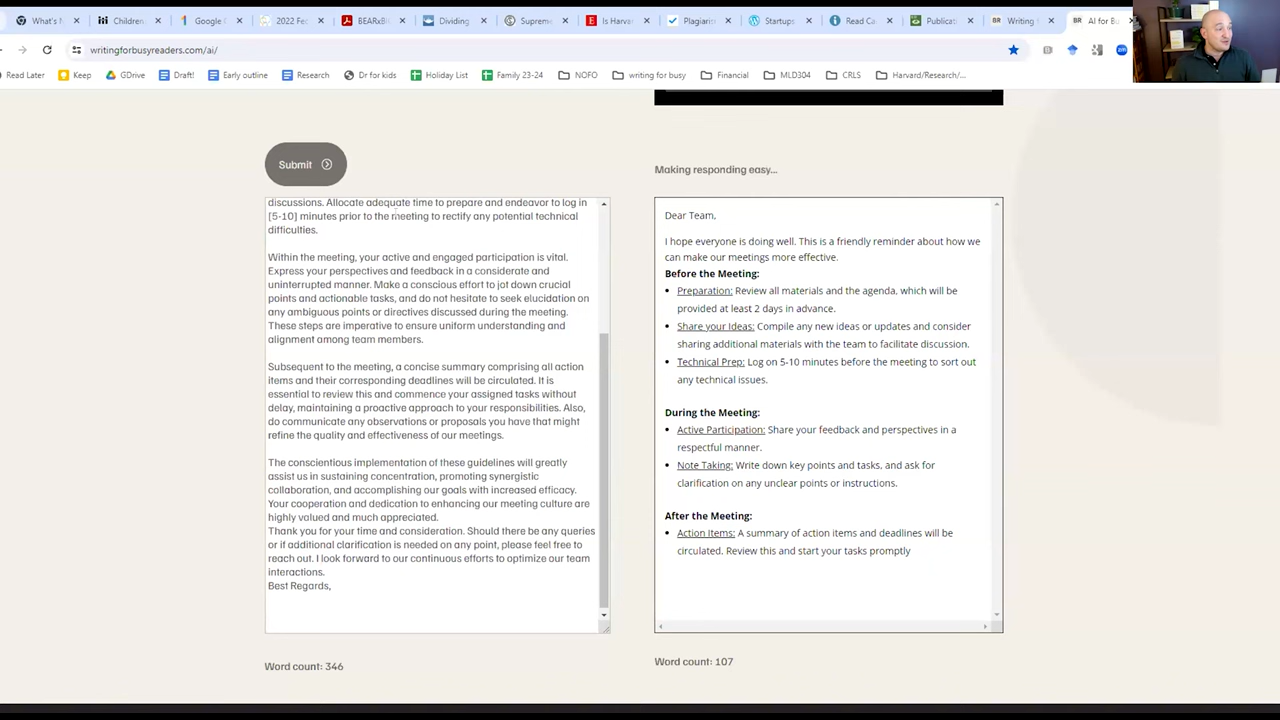 What's N
Children
Google C
2022 Fec
BEARxB
Dividing
Supreme
Is Harvar
Plagiaris
Startups
Read Ca
Publicati
Writing S
AI for Bu
writingforbusyreaders.com/ai/
Read Later
Keep
GDrive
Draft!
Early outline
Research
Dr for kids
Holiday List
Family 23-24
NOFO
writing for busy
Financial
MLD304
CRLS
Harvard/Research/...
Submit
Making responding easy...
discussions. Allocate adequate time to prepare and endeavor to log in
[5-10] minutes prior to the meeting to rectify any potential technical
difficulties.
Within the meeting, your active and engaged participation is vital.
Express your perspectives and feedback in a considerate and
uninterrupted manner. Make a conscious effort to jot down crucial
points and actionable tasks, and do not hesitate to seek elucidation on
any ambiguous points or directives discussed during the meeting.
These steps are imperative to ensure uniform understanding and
alignment among team members.
Subsequent to the meeting, a concise summary comprising all action
items and their corresponding deadlines will be circulated. It is
essential to review this and commence your assigned tasks without
delay, maintaining a proactive approach to your responsibilities. Also,
do communicate any observations or proposals you have that might
refine the quality and effectiveness of our meetings.
The conscientious implementation of these guidelines will greatly
assist us in sustaining concentration, promoting synergistic
collaboration, and accomplishing our goals with increased efficacy.
Your cooperation and dedication to enhancing our meeting culture are
highly valued and much appreciated.
Thank you for your time and consideration. Should there be any queries
or if additional clarification is needed on any point, please feel free to
reach out. I look forward to our continuous efforts to optimize our team
interactions.
Best Regards,
Word count: 346
Dear Team,
I hope everyone is doing well. This is a friendly reminder about how we
can make our meetings more effective.
Before the Meeting:
Preparation: Review all materials and the agenda, which will be
provided at least 2 days in advance.
Share your Ideas: Compile any new ideas or updates and consider
sharing additional materials with the team to facilitate discussion.
Technical Prep: Log on 5-10 minutes before the meeting to sort out
any technical issues.
During the Meeting:
Active Participation: Share your feedback and perspectives in a
respectful manner.
Note Taking: Write down key points and tasks, and ask for
clarification on any unclear points or instructions.
After the Meeting:
Action Items: A summary of action items and deadlines will be
circulated. Review this and start your tasks promptly
Word count: 107